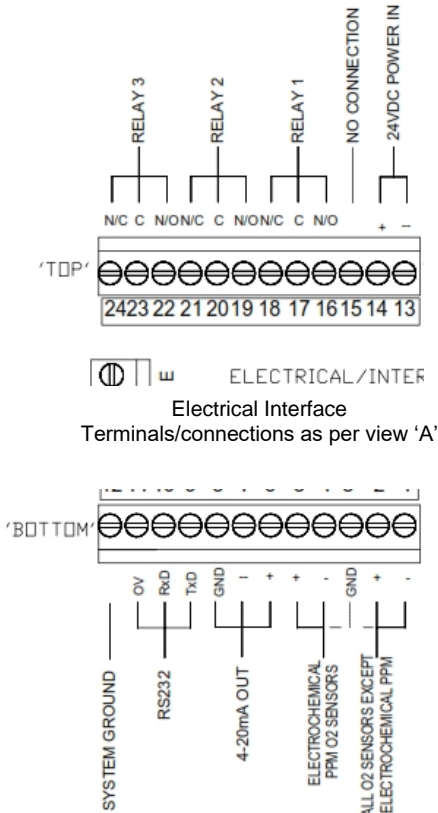 RELAY 3
RELAY 2
RELAY 1
NO CONNECTION
24VDC POWER IN
N/C C N/O N/C C N/O N/C C N/O + –
'TOP'
24 23 22 21 20 19 18 17 16 15 14 13
E ELECTRICAL/INTER
Electrical Interface
Terminals/connections as per view 'A'
'BOTTOM'
OV RxD TxD GND – + + - GND + -
SYSTEM GROUND
RS232
4-20mA OUT
ELECTROCHEMICAL
PPM O2 SENSORS
ALL O2 SENSORS EXCEPT
ELECTROCHEMICAL PPM